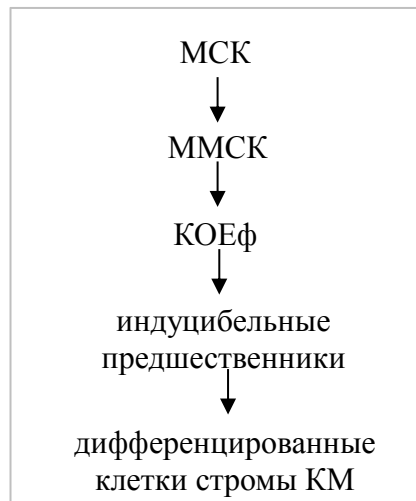 МСК
ММСК
КОЕф
индуцибельные
предшественники
дифференцированные
клетки стромы КМ